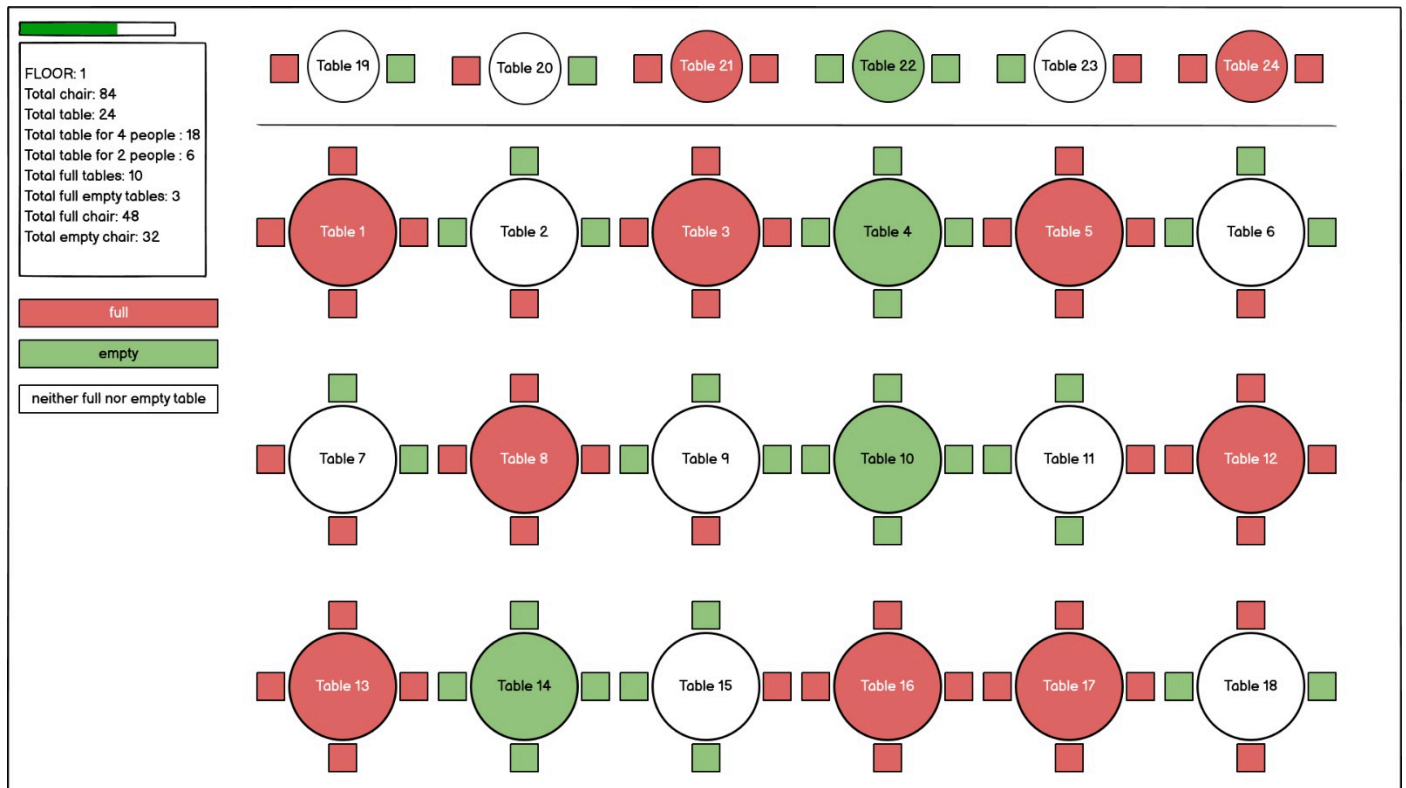 FLOOR: 1
Total chair: 84
Total table: 24
Total table for 4 people : 18
Total table for 2 people : 6
Total full tables: 10
Total full empty tables: 3
Total full chair: 48
Total empty chair: 32
full
empty
neither full nor empty table
Table 19
Table 20
Table 21
Table 22
Table 23
Table 24
Table 1
Table 2
Table 3
Table 4
Table 5
Table 6
Table 7
Table 8
Table 9
Table 10
Table 11
Table 12
Table 13
Table 14
Table 15
Table 16
Table 17
Table 18